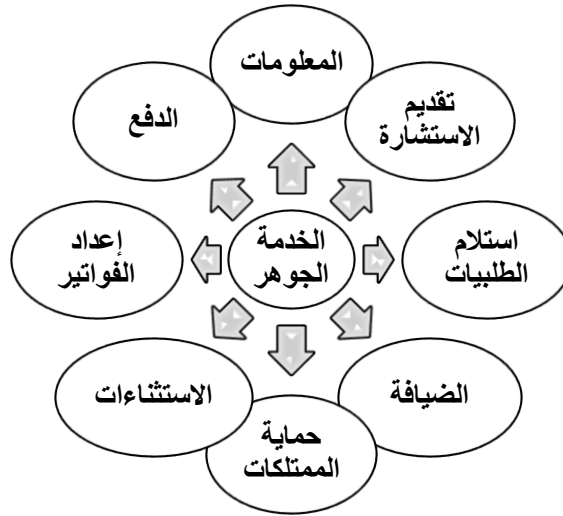 المعلومات
تقديم
الاستشارة
الدفع
استلام
الطلبيات
الخدمة
الجوهر
إعداد
الفواتير
الضيافة
الاستثناءات
حماية
الممتلكات